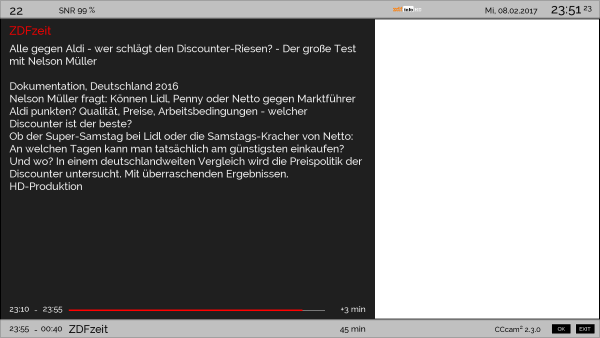 22
SNR 99 %
info
Mi, 08.02.2017
23:51 23
ZDFzeit
Alle gegen Aldi - wer schlägt den Discounter-Riesen? - Der große Test
mit Nelson Müller
Dokumentation, Deutschland 2016
Nelson Müller fragt: Können Lidl, Penny oder Netto gegen Marktführer
Aldi punkten? Qualität, Preise, Arbeitsbedingungen - welcher
Discounter ist der beste?
Ob der Super-Samstag bei Lidl oder die Samstags-Kracher von Netto:
An welchen Tagen kann man tatsächlich am günstigsten einkaufen?
Und wo? In einem deutschlandweiten Vergleich wird die Preispolitik der
Discounter untersucht. Mit überraschenden Ergebnissen.
HD-Produktion
23:10 - 23:55 +3 min
23:55 - 00:40 ZDFzeit 45 min CCcam² 2.3.0 OK EXIT